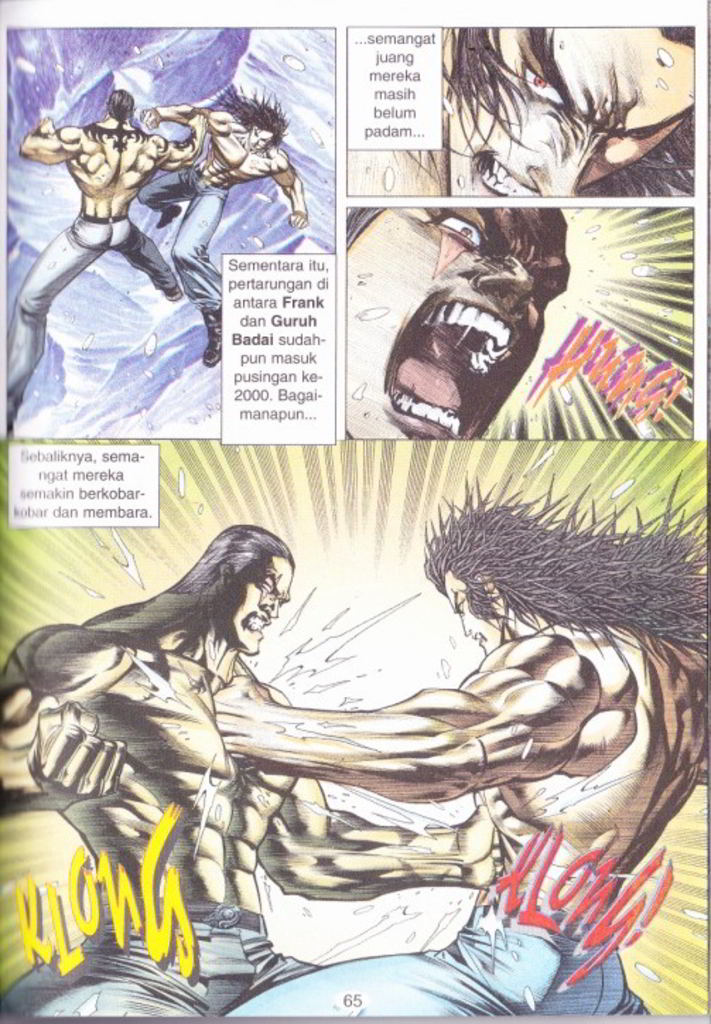 Sementara itu,
pertarungan di
antara Frank
dan Guruh
Badai sudah-
pun masuk
pusingan ke-
2000. Bagai-
manapun...
...semangat
juang
mereka
masih
belum
padam...
Sebaliknya, sema-
ngat mereka
semakin berkobar-
kobar dan membara.
KLONG
KLONG!
65